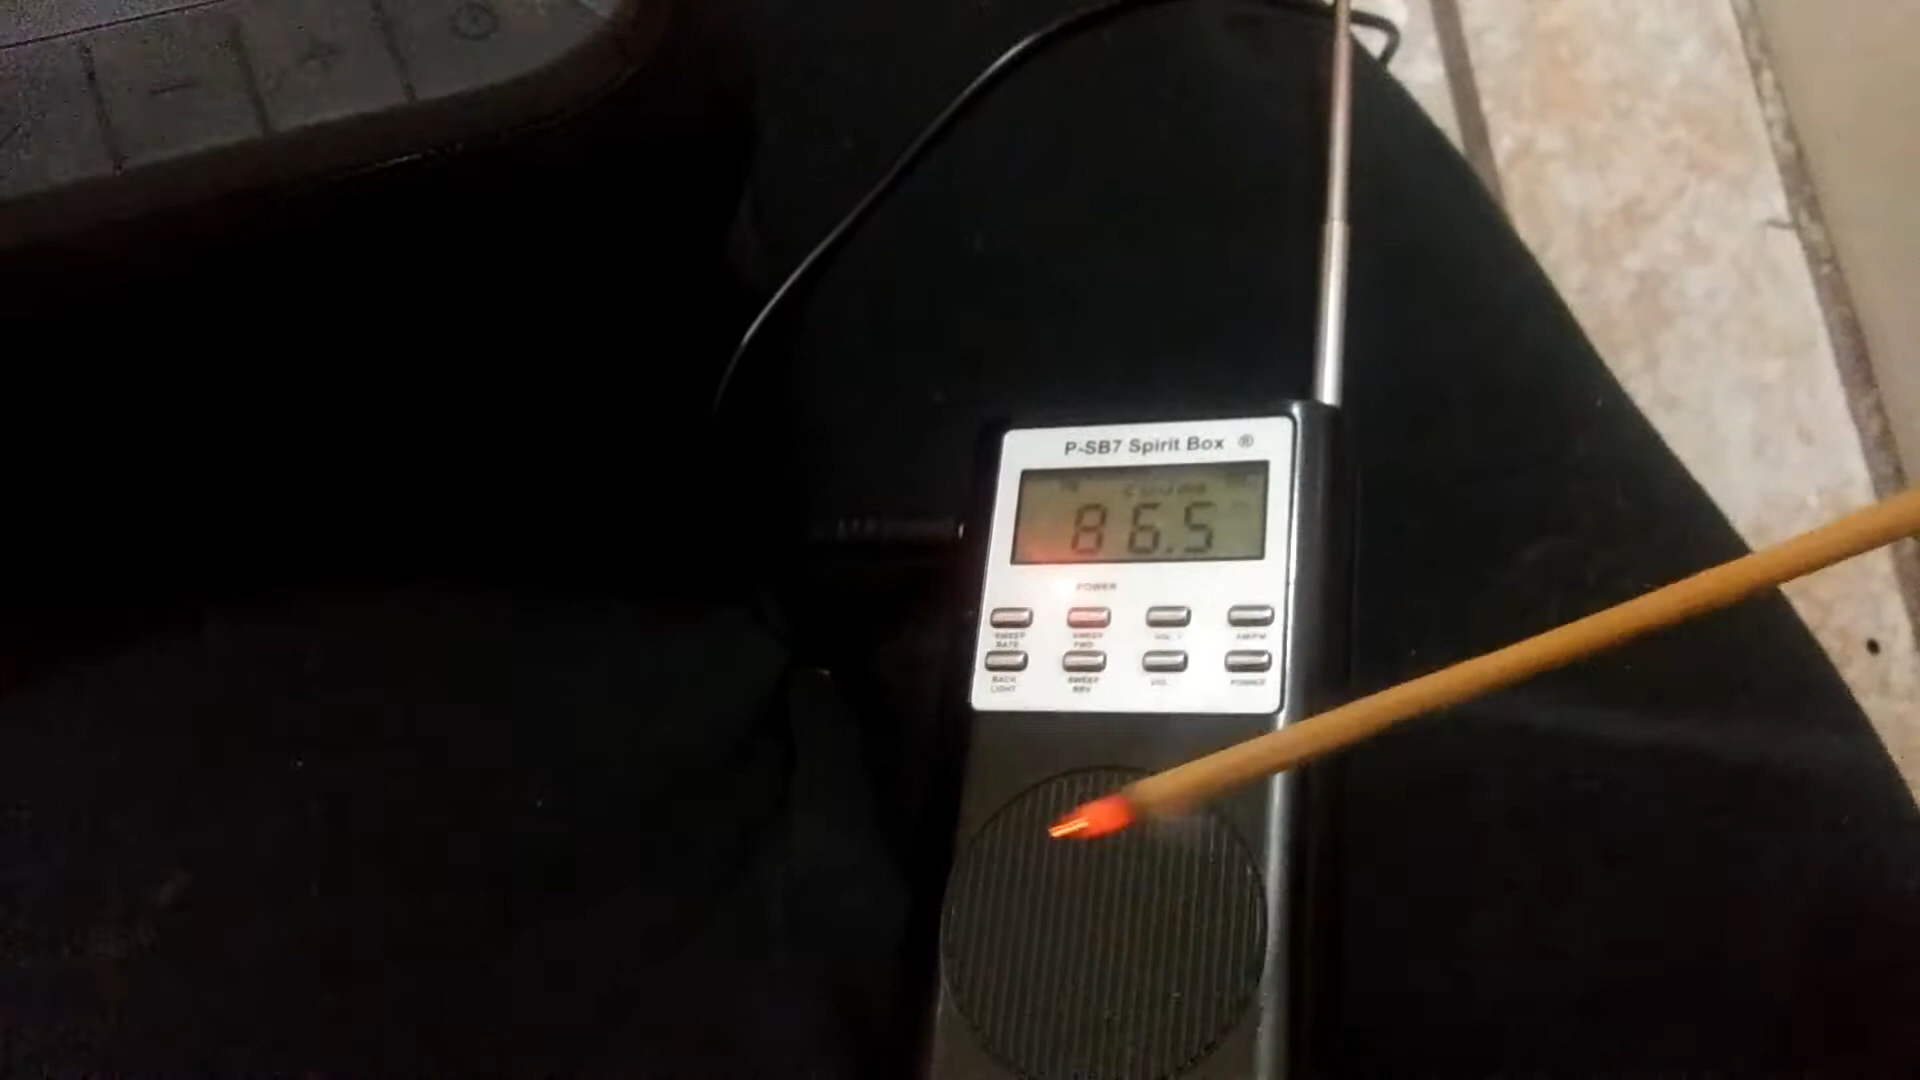 P-SB7 Spirit Box ®
86.5
POWER
SWEEP RATE
SWEEP FWD
VOL +
AM/FM
BACK LIGHT
SWEEP REV
VOL
POWER